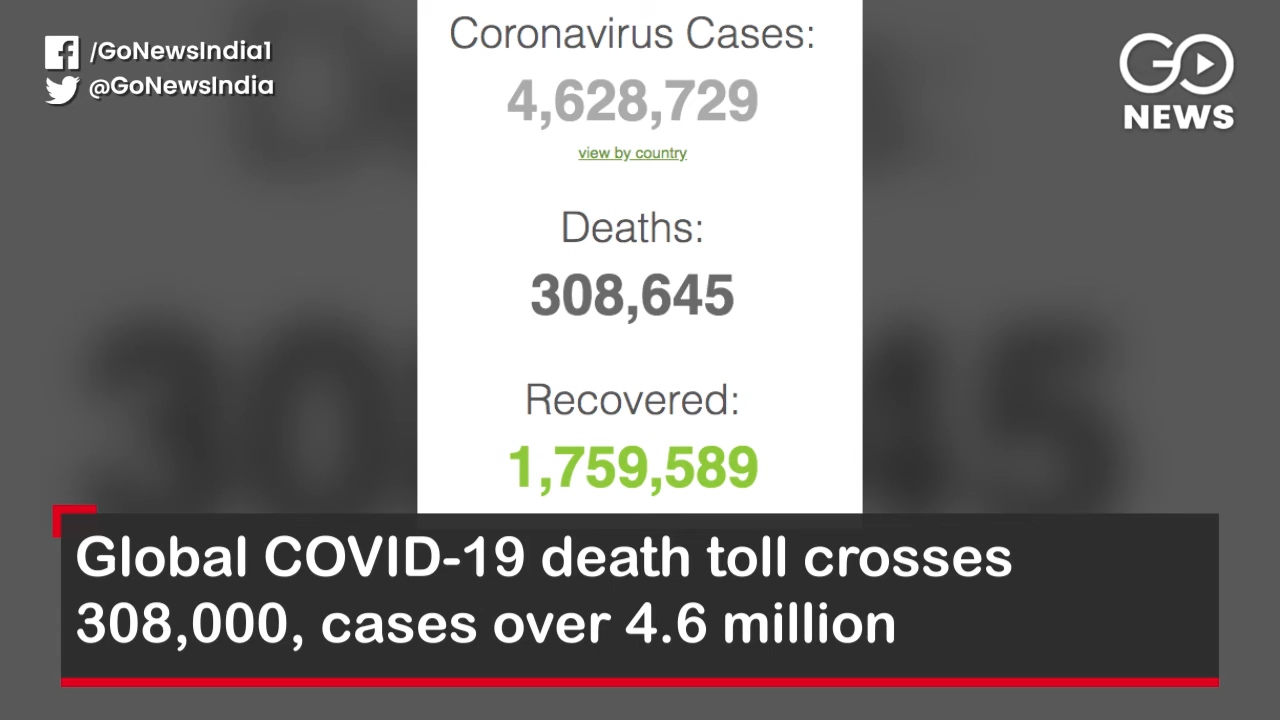 /GoNewsIndia1
@GoNewsIndia
GO
NEWS
Coronavirus Cases:
4,628,729
view by country
Deaths:
308,645
Recovered:
1,759,589
Global COVID-19 death toll crosses
308,000, cases over 4.6 million